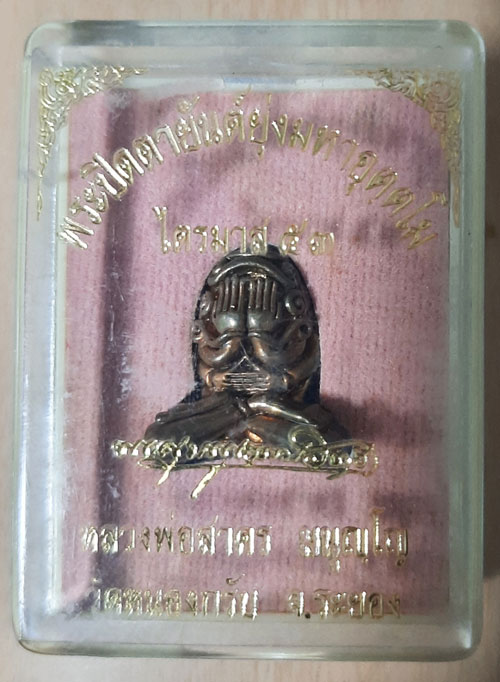 พระปิดตายันต์ยุ่งมหาอุตตโม
ไตรมาส ๕๓
หลวงพ่อสาคร มนุญฺโญ
วัดหนองกรับ จ.ระยอง